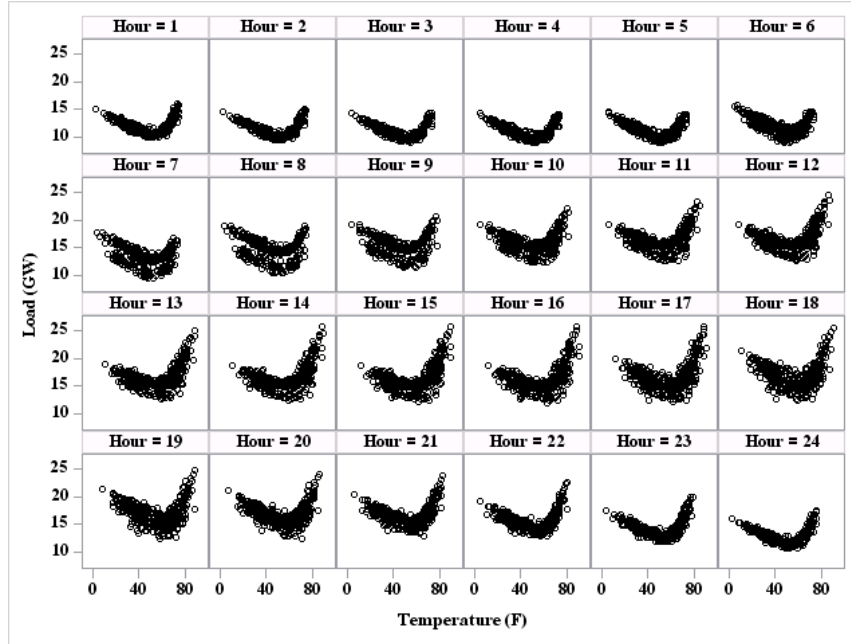 Hour = 1 Hour = 2 Hour = 3 Hour = 4 Hour = 5 Hour = 6
25
20
15
10
Hour = 7 Hour = 8 Hour = 9 Hour = 10 Hour = 11 Hour = 12
25
20
15
10
Load (GW)
Hour = 13 Hour = 14 Hour = 15 Hour = 16 Hour = 17 Hour = 18
25
20
15
10
Hour = 19 Hour = 20 Hour = 21 Hour = 22 Hour = 23 Hour = 24
25
20
15
10
0 40 80 0 40 80 0 40 80 0 40 80 0 40 80 0 40 80
Temperature (F)